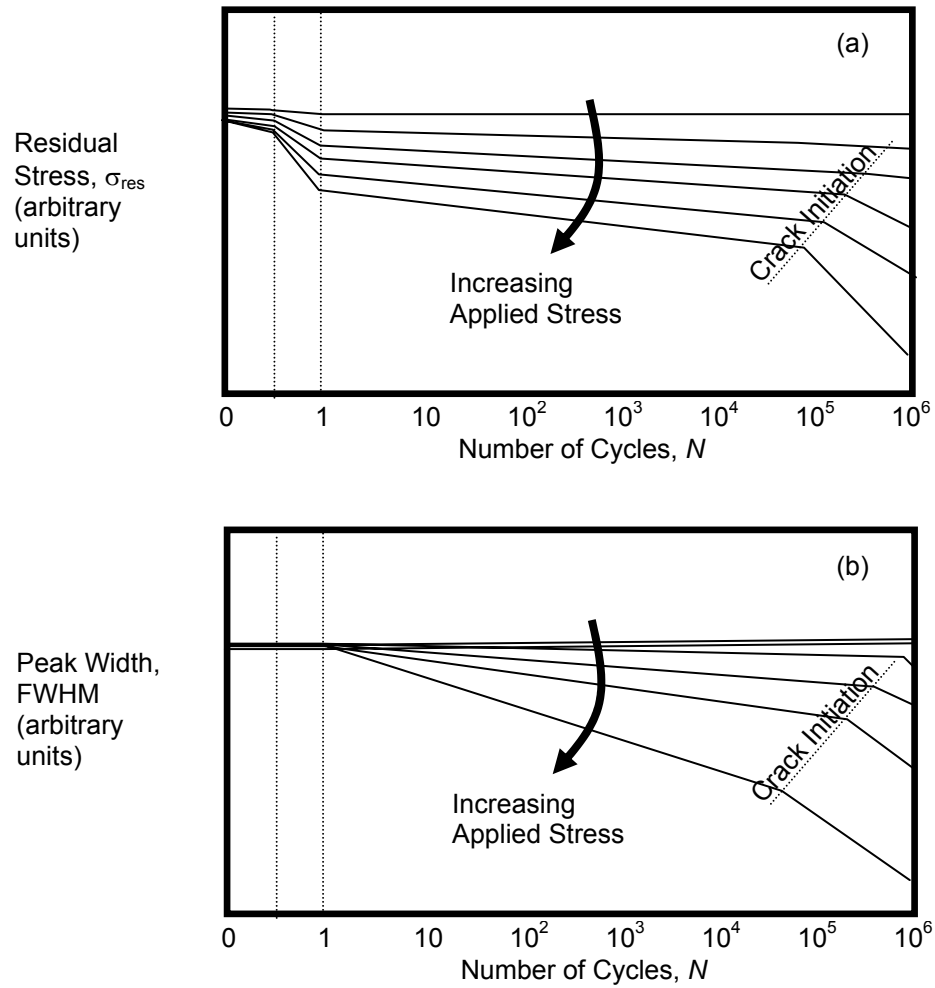 (a)
Residual
Stress, σres
(arbitrary
units)
Crack Initiation
Increasing
Applied Stress
0 1 10 10² 10³ 10⁴ 10⁵ 10⁶
Number of Cycles, N
(b)
Peak Width,
FWHM
(arbitrary
units)
Crack Initiation
Increasing
Applied Stress
0 1 10 10² 10³ 10⁴ 10⁵ 10⁶
Number of Cycles, N